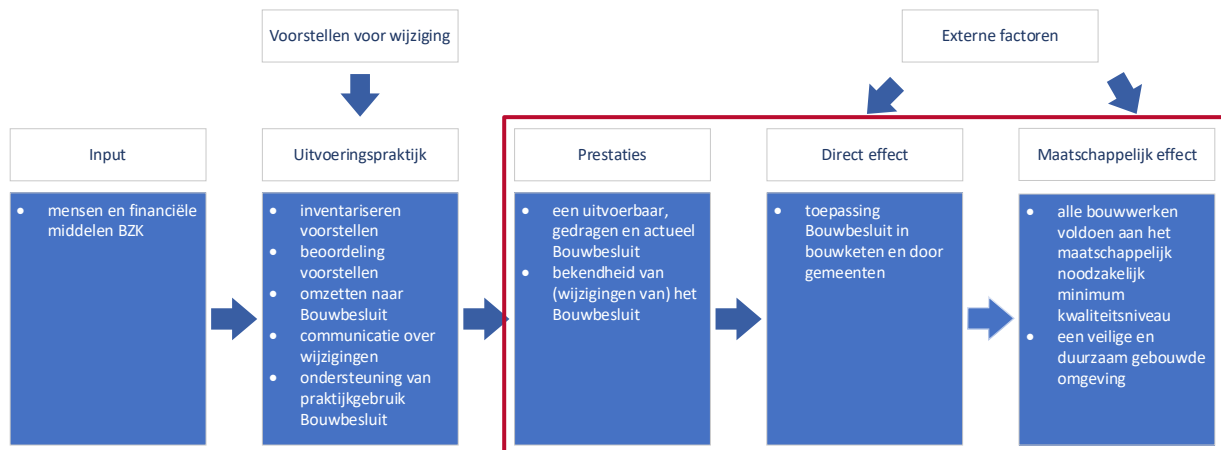 Voorstellen voor wijziging
Externe factoren
Input
Uitvoeringspraktijk
Prestaties
Direct effect
Maatschappelijk effect
• mensen en financiële
middelen BZK
• inventariseren
voorstellen
• beoordeling
voorstellen
• omzetten naar
Bouwbesluit
• communicatie over
wijzigingen
• ondersteuning van
praktijkgebruik
Bouwbesluit
• een uitvoerbaar,
gedragen en actueel
Bouwbesluit
• bekendheid van
(wijzigingen van) het
Bouwbesluit
• toepassing
Bouwbesluit in
bouwketen en door
gemeenten
• alle bouwwerken
voldoen aan het
maatschappelijk
noodzakelijk
minimum
kwaliteitsniveau
• een veilige en
duurzaam gebouwde
omgeving